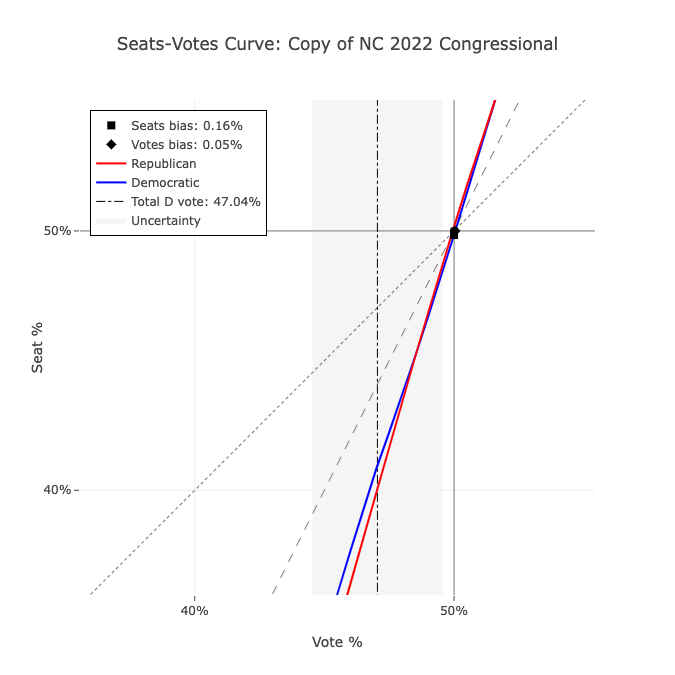 Seats-Votes Curve: Copy of NC 2022 Congressional
Seats bias: 0.16%
Votes bias: 0.05%
Republican
Democratic
Total D vote: 47.04%
Uncertainty
50%
Seat %
40%
40%
50%
Vote %